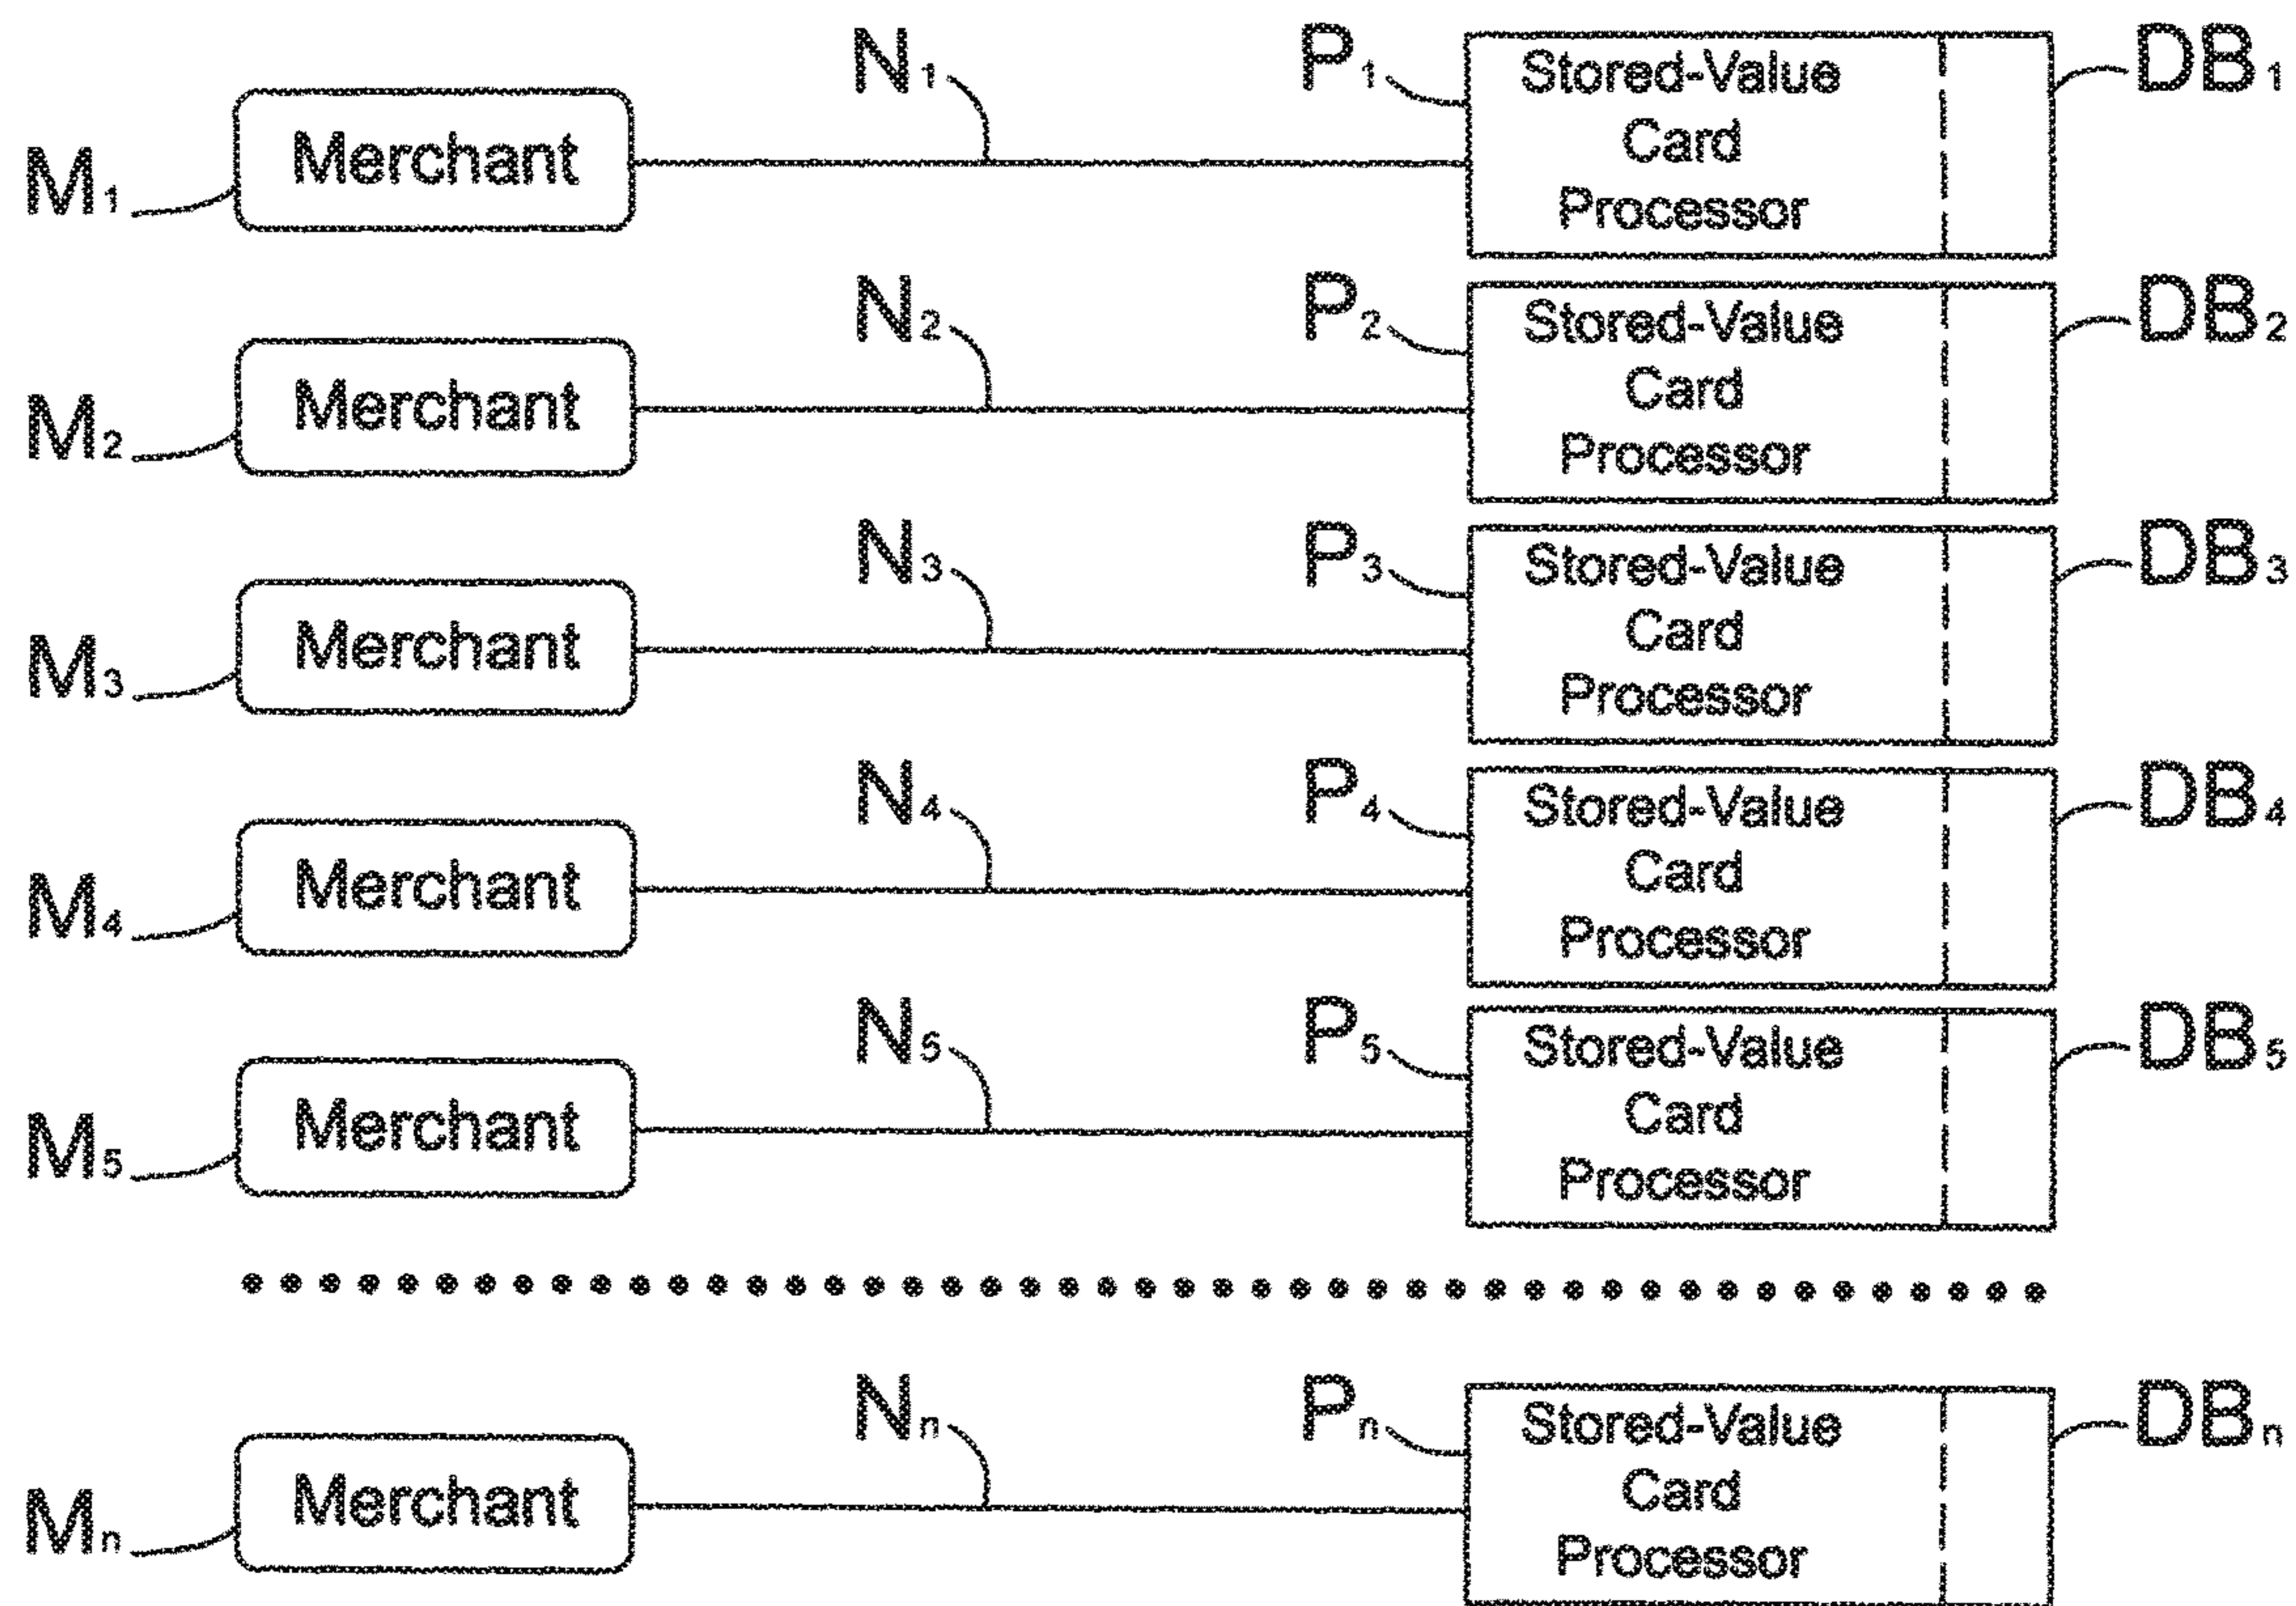 N1 P1 Stored-Value DB1
M1 Merchant Card
Processor
N2 P2 Stored-Value DB2
M2 Merchant Card
Processor
N3 P3 Stored-Value DB3
M3 Merchant Card
Processor
N4 P4 Stored-Value DB4
M4 Merchant Card
Processor
N5 P5 Stored-Value DB5
M5 Merchant Card
Processor
Nn Pn Stored-Value DBn
Mn Merchant Card
Processor